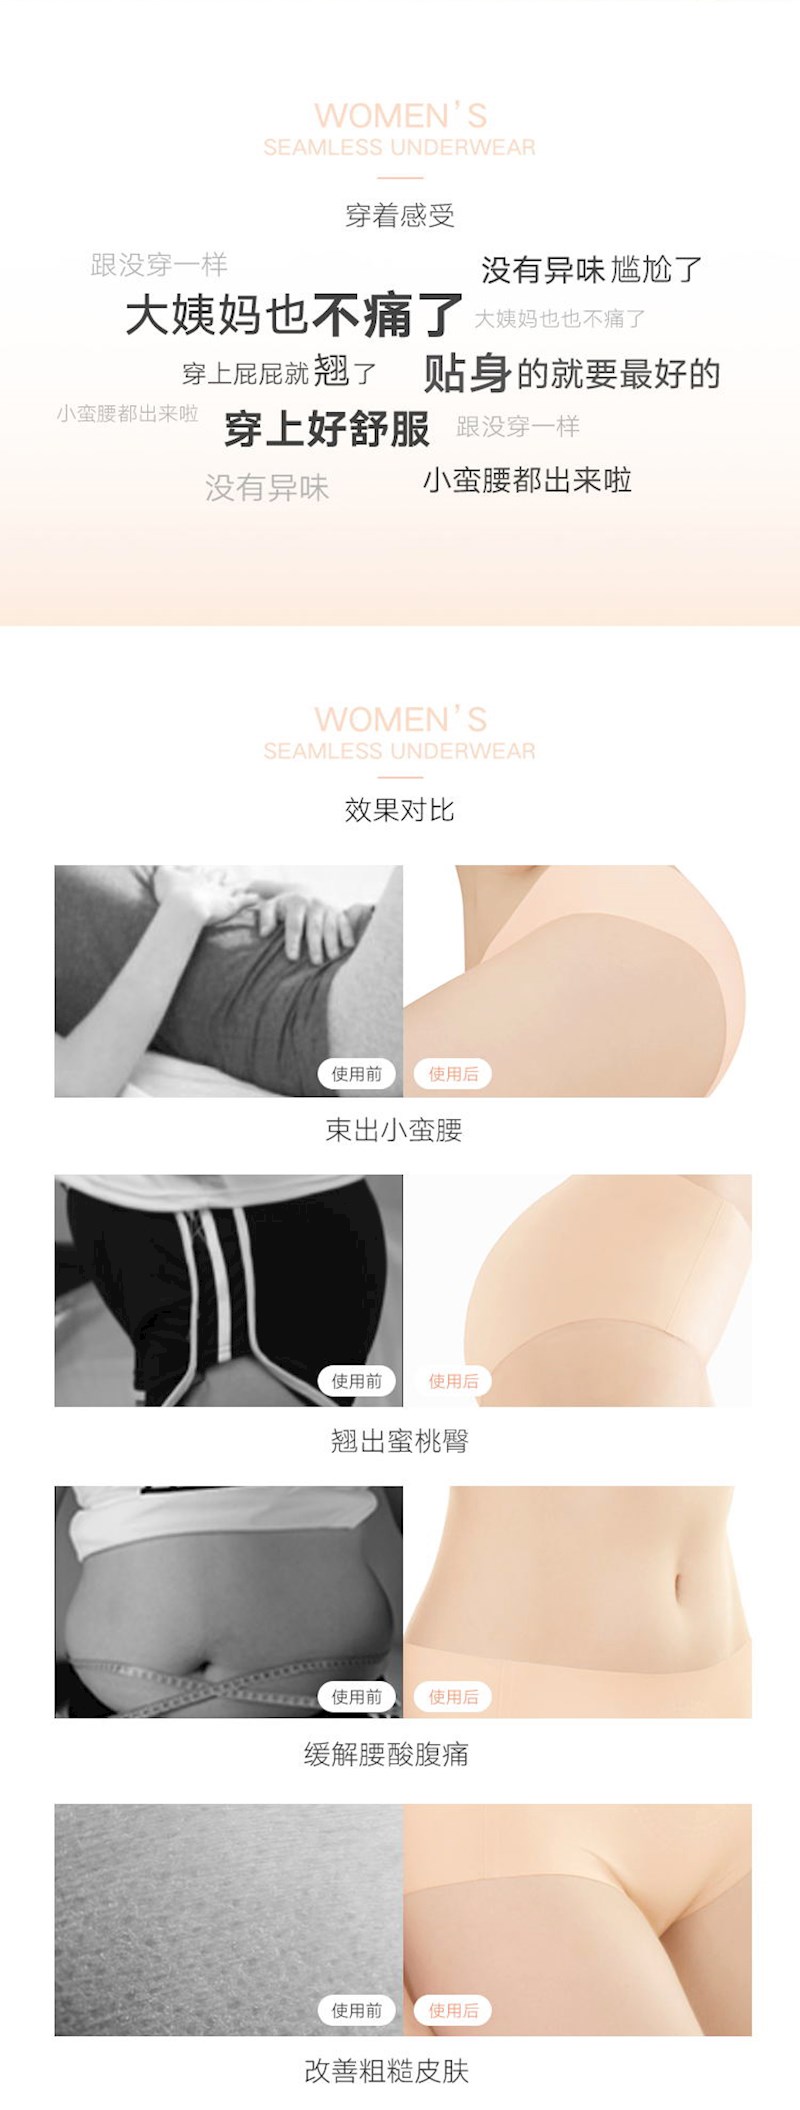 WOMEN'S
SEAMLESS UNDERWEAR
穿着感受
跟没穿一样
没有异味尴尬了
大姨妈也不痛了
大姨妈也也不痛了
穿上屁屁就翘了
贴身的就要最好的
小蛮腰都出来啦
穿上好舒服
跟没穿一样
没有异味
小蛮腰都出来啦
WOMEN'S
SEAMLESS UNDERWEAR
效果对比
使用前
使用后
束出小蛮腰
使用前
使用后
翘出蜜桃臀
使用前
使用后
缓解腰酸腹痛
使用前
使用后
改善粗糙皮肤